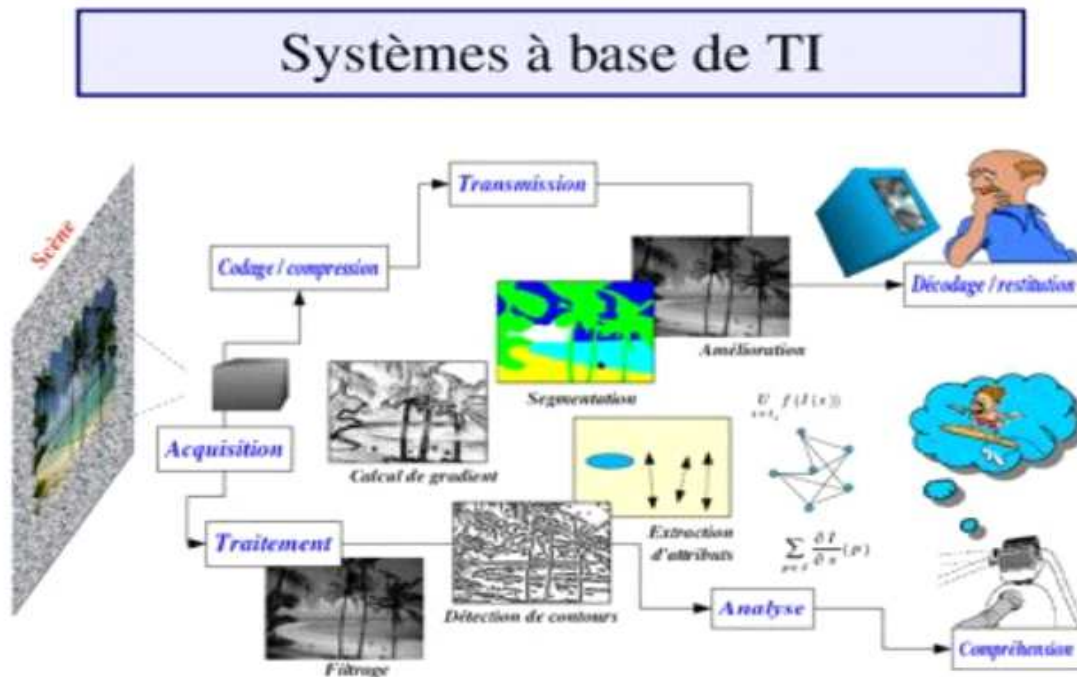 Systèmes à base de TI
Scène
Transmission
Codage / compression
Décodage / restitution
Amélioration
Segmentation
Acquisition
Calcul de gradient
Extraction
d'attributs
Traitement
Détection de contours
Analyse
Filtrage
Compréhension